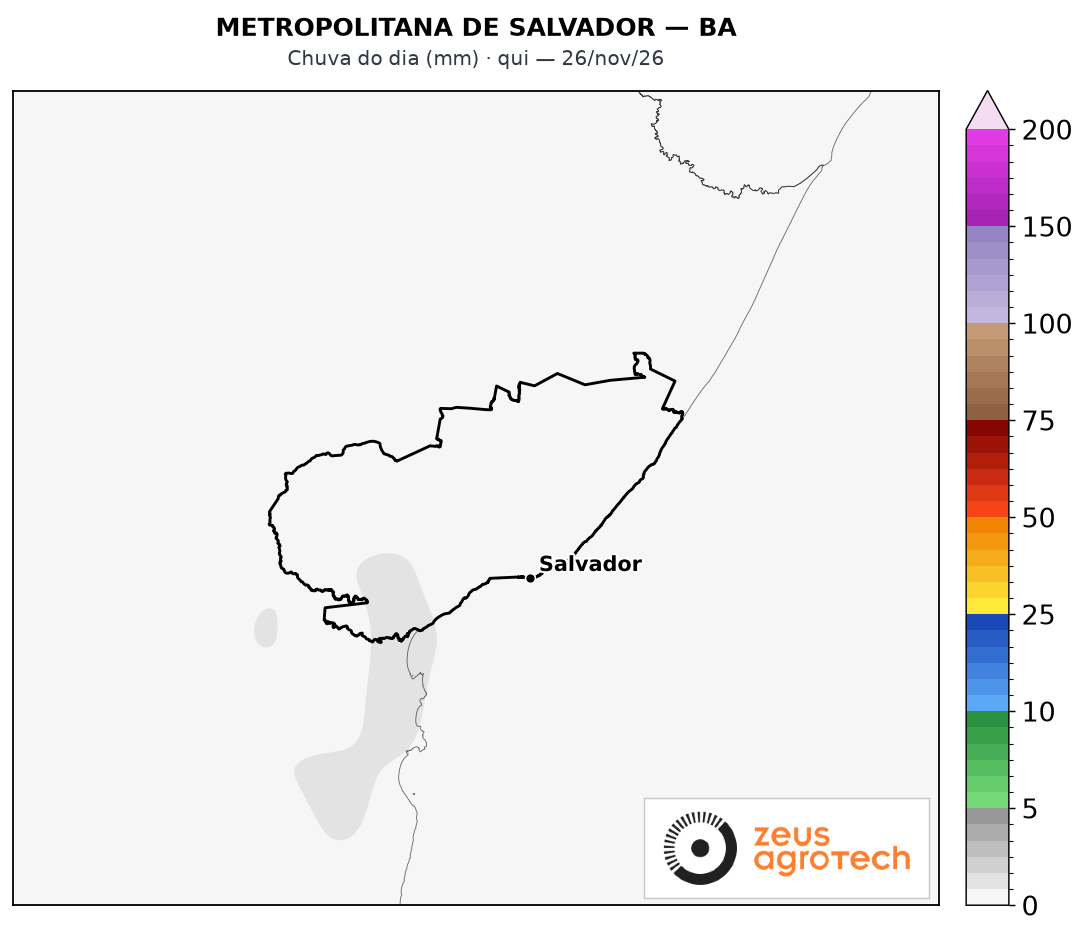 METROPOLITANA DE SALVADOR — BA
Chuva do dia (mm) · qui — 26/nov/26
200
150
100
75
50
25
10
5
0
Salvador
zeus
agrotech